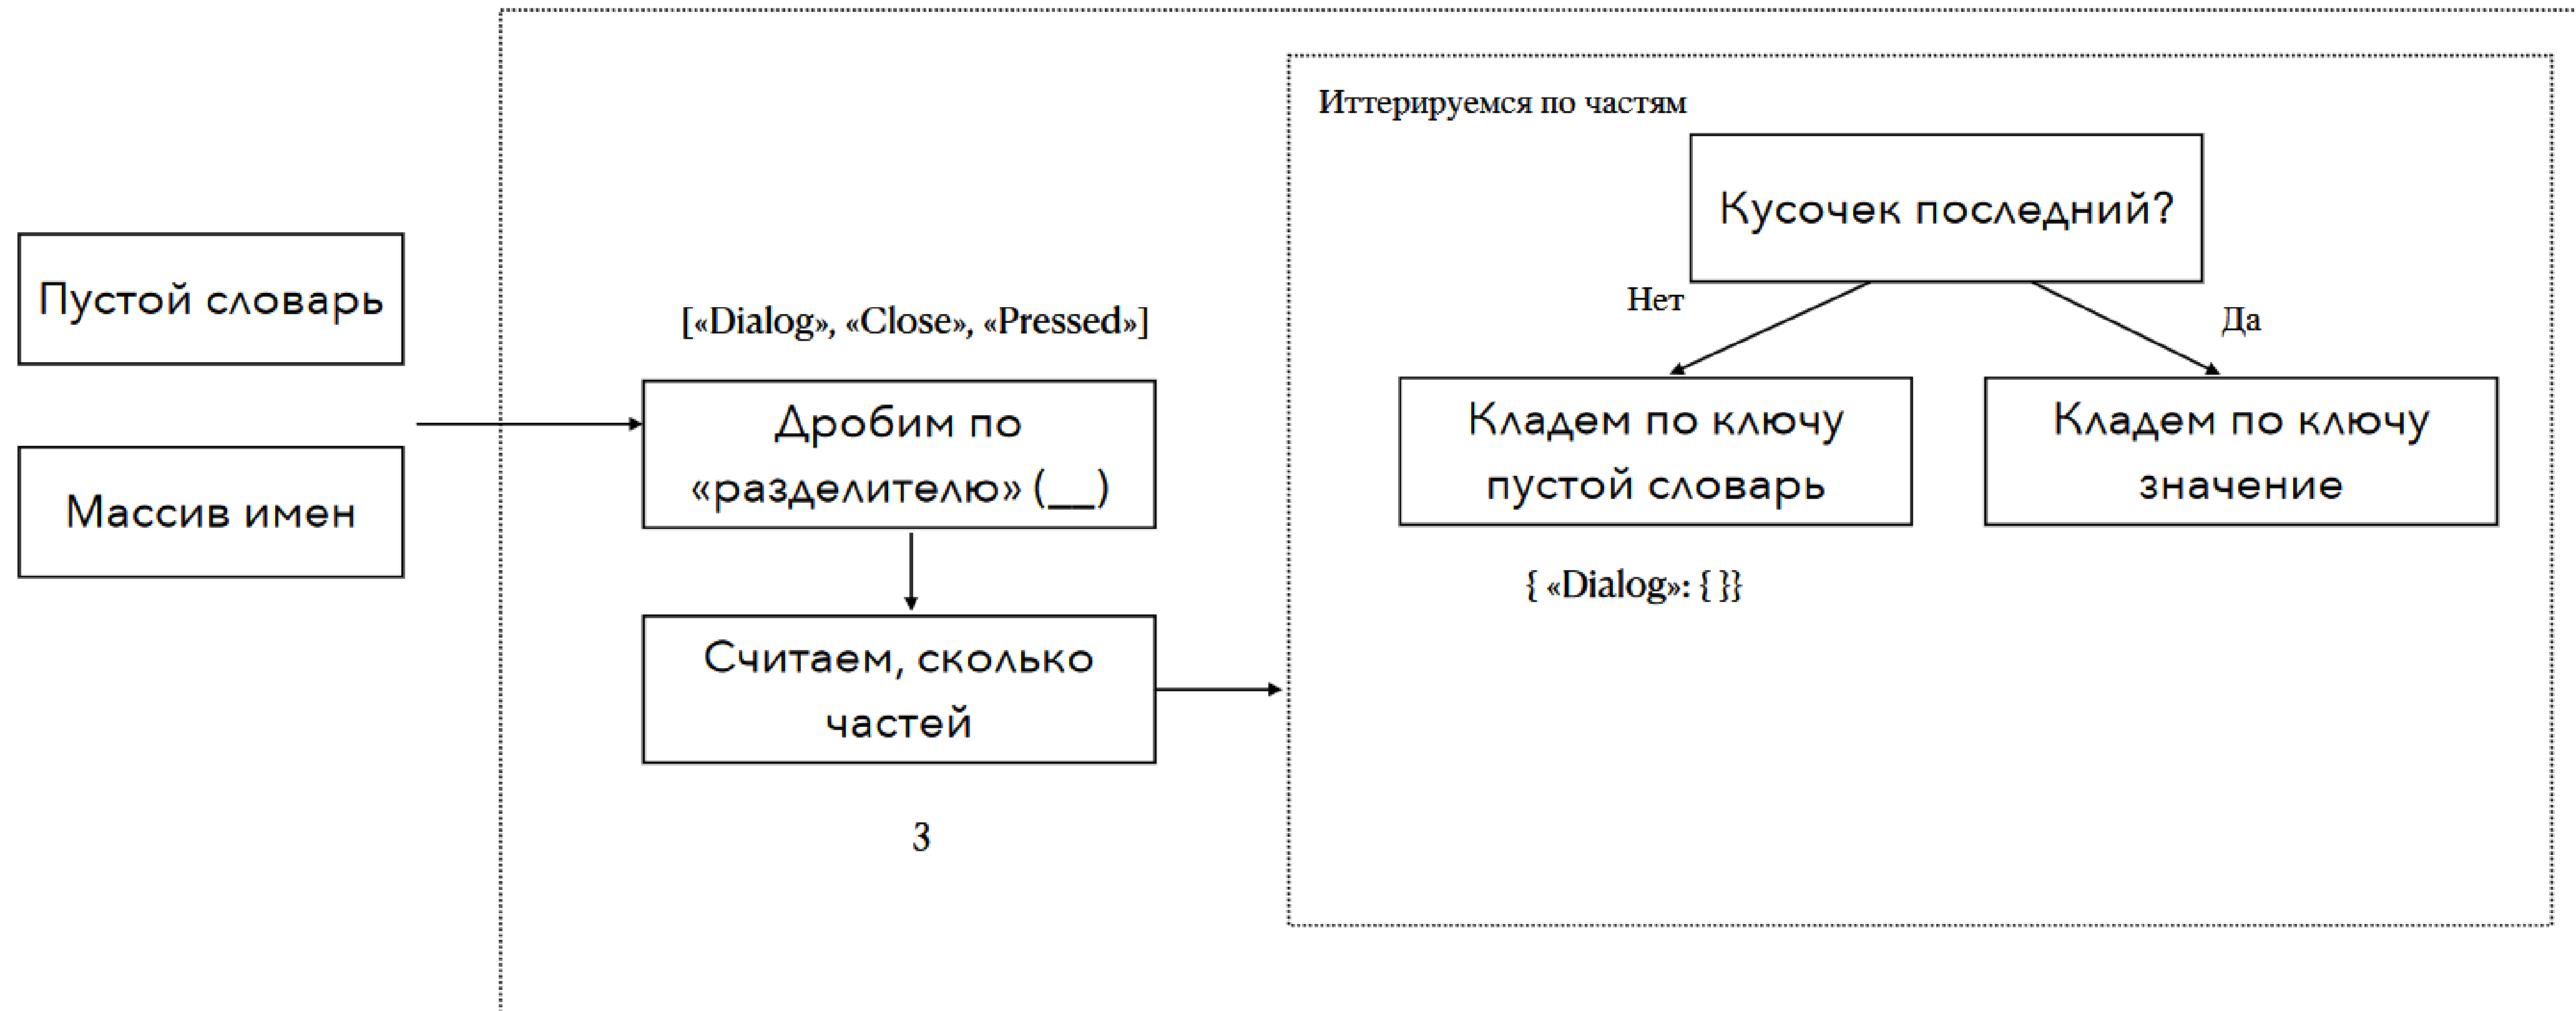 Пустой словарь
Массив имен
[«Dialog», «Close», «Pressed»]
Дробим по
«разделителю» (__)
Считаем, сколько
частей
3
Иттерируемся по частям
Кусочек последний?
Нет
Да
Кладем по ключу
пустой словарь
Кладем по ключу
значение
{ «Dialog»: { }}